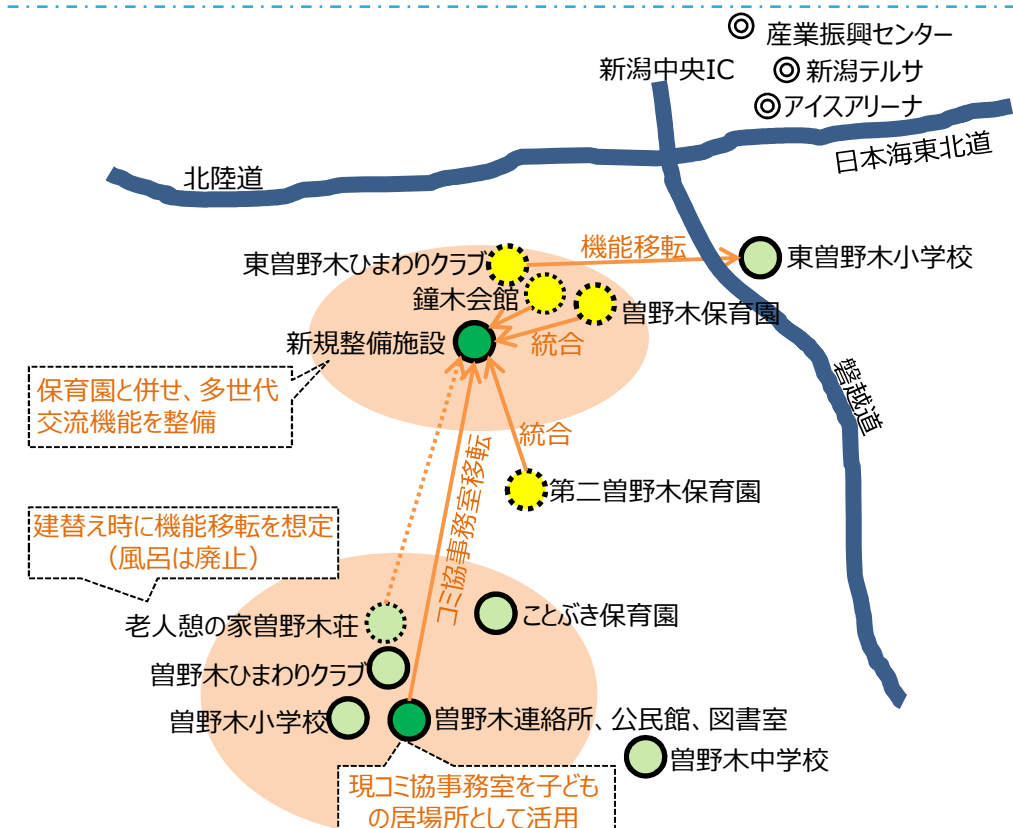 産業振興センター
新潟中央IC
新潟テルサ
アイスアリーナ
日本海東北道
北陸道
機能移転
東曽野木ひまわりクラブ
東曽野木小学校
鐘木会館
曽野木保育園
新規整備施設
統合
保育園と併せ、多世代
交流機能を整備
磐越道
統合
コミ協事務室移転
第二曽野木保育園
建替え時に機能移転を想定
（風呂は廃止）
ことぶき保育園
老人憩の家曽野木荘
曽野木ひまわりクラブ
曽野木小学校
曽野木連絡所、公民館、図書室
曽野木中学校
現コミ協事務室を子ども
の居場所として活用